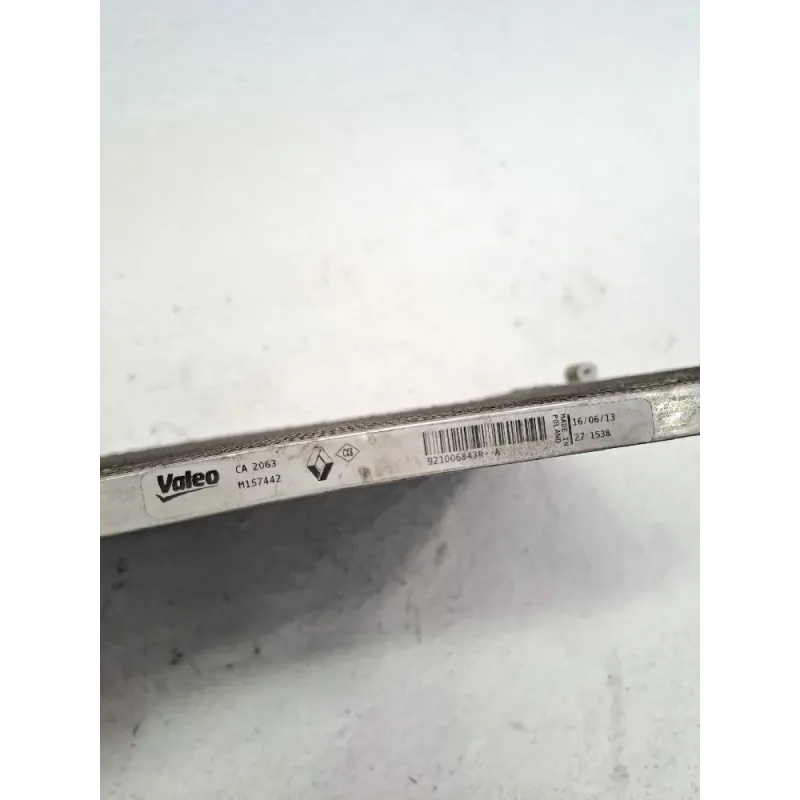 Valeo
CA 2063
M157442
921006843R--A
MADE IN
POLAND
16/06/13
27 1538